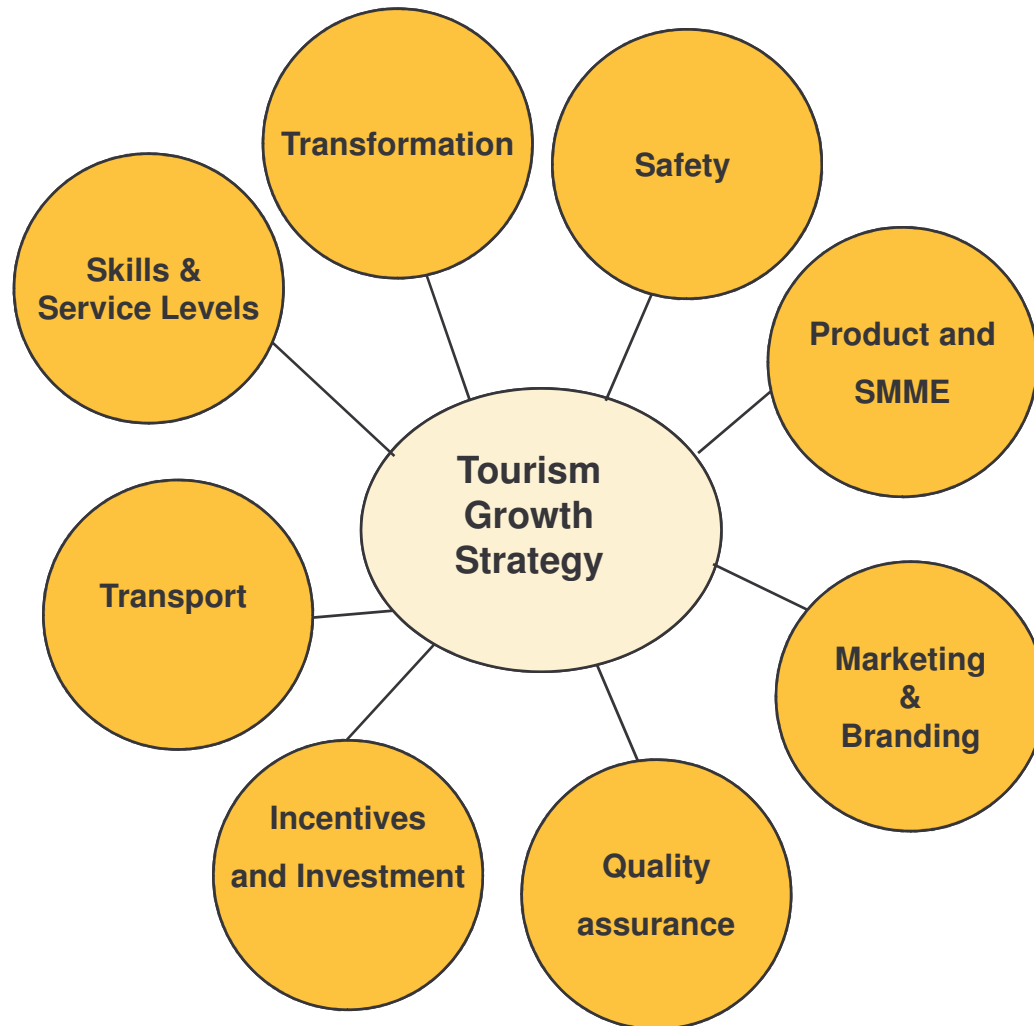 Transformation
Safety
Skills &
Service Levels
Product and
SMME
Tourism
Growth
Strategy
Transport
Marketing
&
Branding
Incentives
and Investment
Quality
assurance